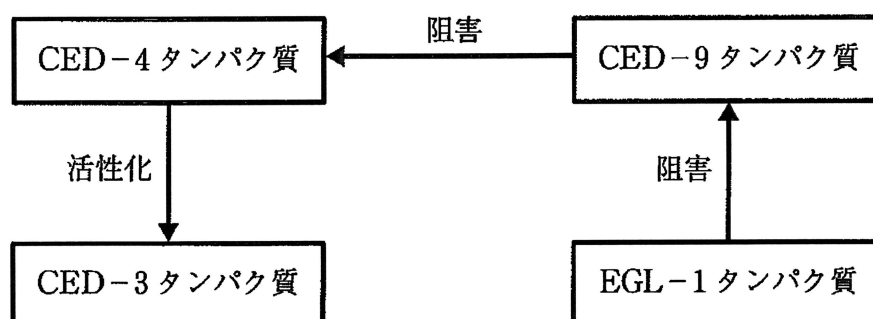 阻害
CED-4タンパク質
CED-9タンパク質
活性化
阻害
CED-3タンパク質
EGL-1タンパク質